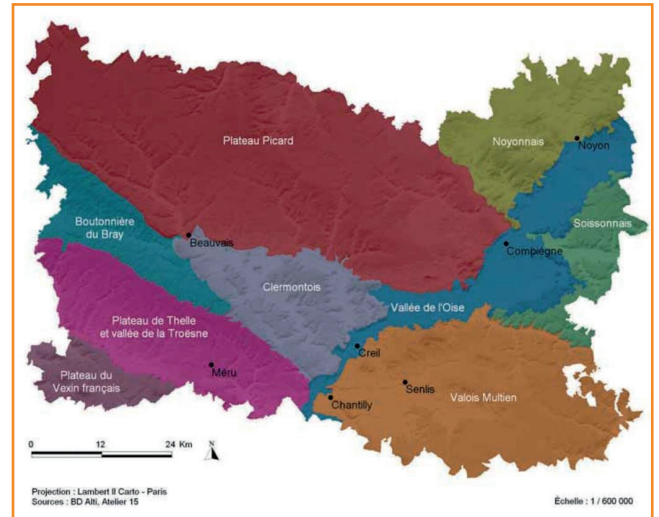 Plateau Picard
Noyonnais
Noyon
Boutonnière
du Bray
Beauvais
Soissonnais
Compiègne
Clermontois
Vallée de l'Oise
Plateau de Thelle
et vallée de la Troësne
Creil
Plateau du
Vexin français
Méru
Senlis
Chantilly
Valois Multien
0 12 24 Km
N
Projection : Lambert II Carto - Paris
Sources : BD Alti, Atelier 15
Échelle : 1 / 600 000